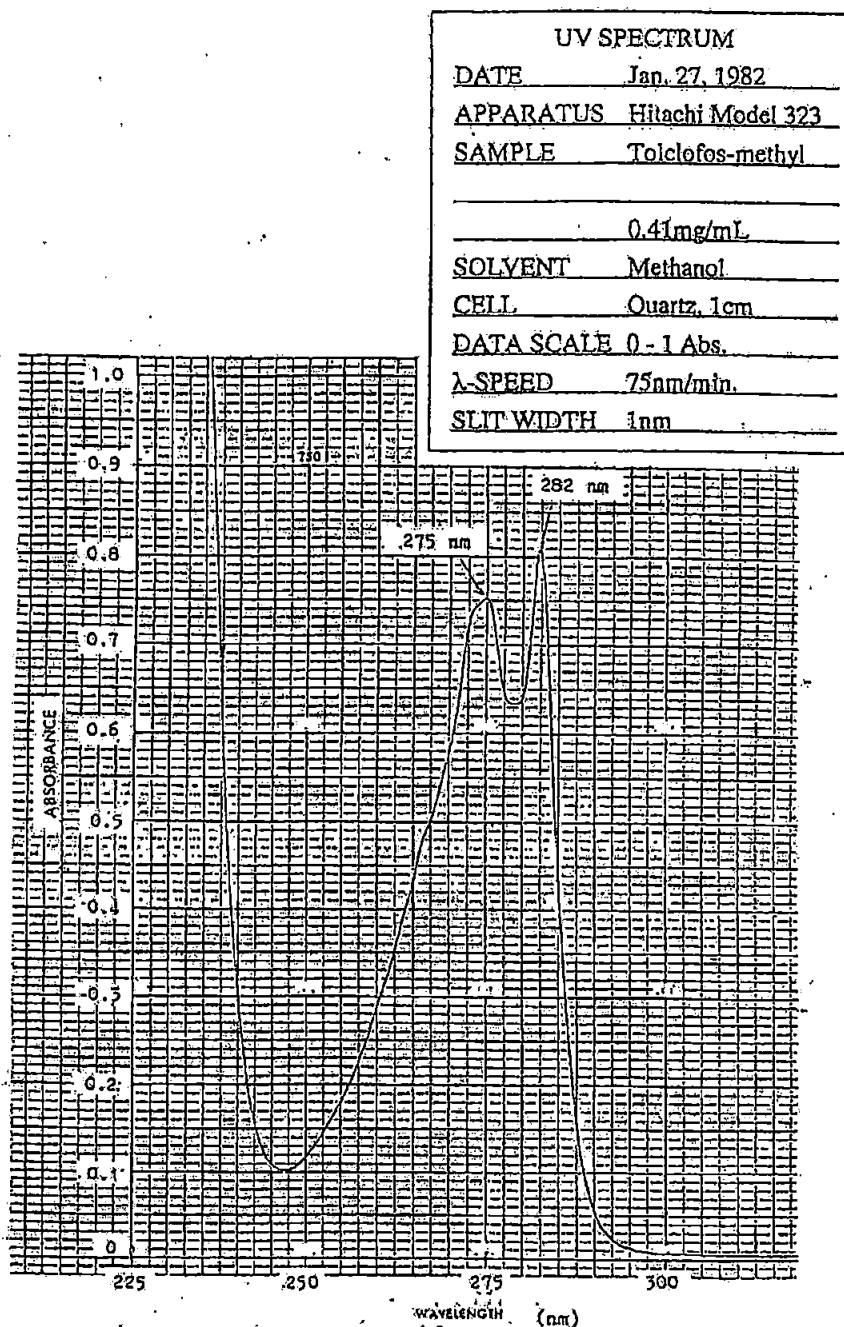 UV SPECTRUM
DATE Jan. 27, 1982
APPARATUS Hitachi Model 323
SAMPLE Tolclofos-methyl
0.41mg/mL
SOLVENT Methanol
CELL Quartz, 1cm
DATA SCALE 0 - 1 Abs.
λ-SPEED 75nm/min.
SLIT WIDTH 1nm
1.0
0.9
750
282 nm
275 nm
0.8
0.7
0.6
ABSORBANCE
0.5
0.4
0.3
0.2
0.1
0
225 250 275 300
WAVELENGTH (nm)